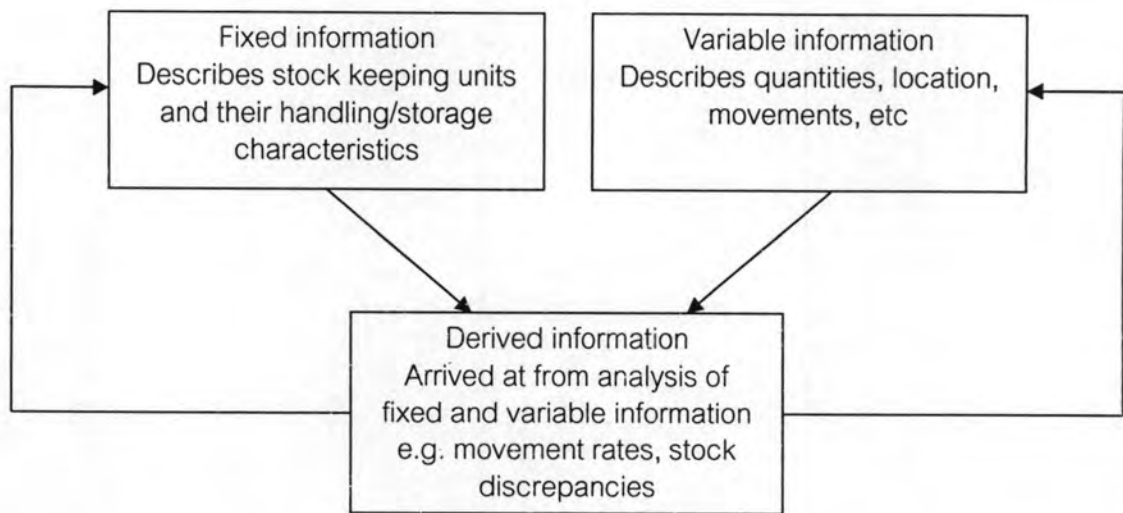 Fixed information
Describes stock keeping units
and their handling/storage
characteristics
Variable information
Describes quantities, location,
movements, etc
Derived information
Arrived at from analysis of
fixed and variable information
e.g. movement rates, stock
discrepancies